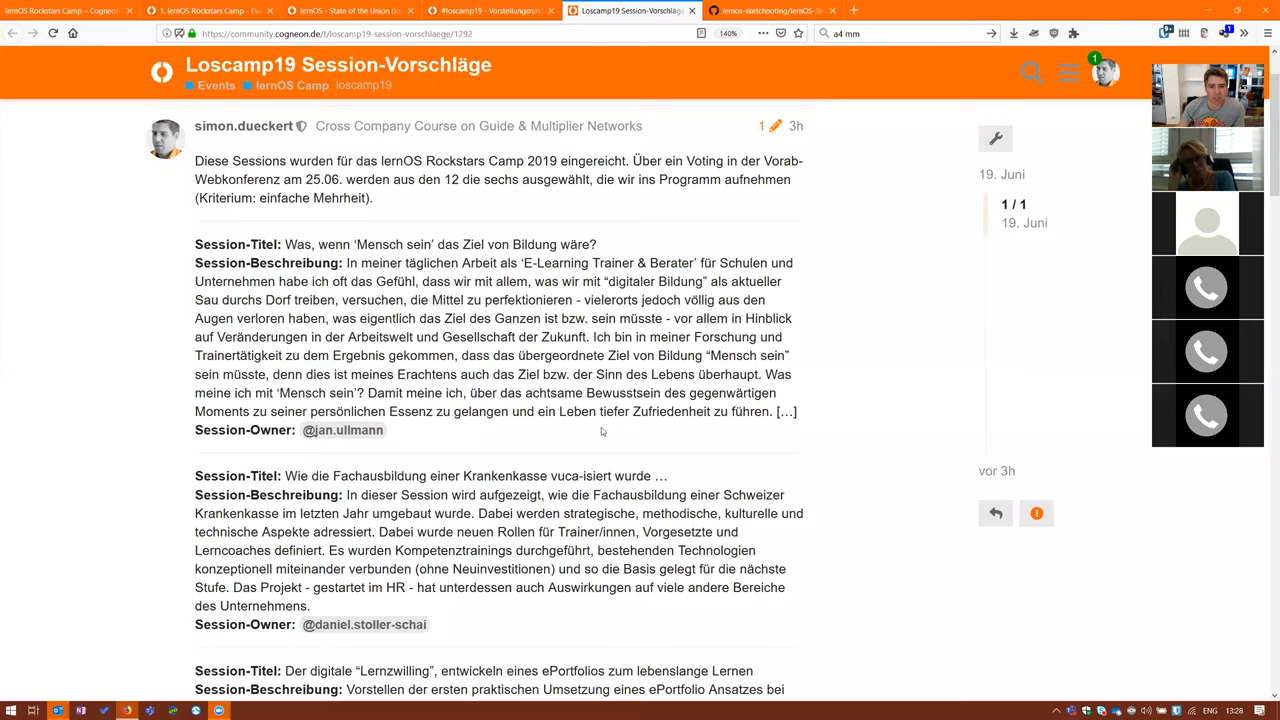 lernOS Rockstars Camp – Cogneon
1. lernOS Rockstars Camp - Eve
lernOS - State of the Union (lo
#loscamp19 - Vorstellungsrun
Loscamp19 Session-Vorschläge
lernos-sketchnoting/lernOS-Sk
https://community.cogneon.de/t/loscamp19-session-vorschlaege/1292
140%
a4 mm
Loscamp19 Session-Vorschläge
Events lernOS Camp loscamp19
1
simon.dueckert Cross Company Course on Guide & Multiplier Networks
1 3h
Diese Sessions wurden für das lernOS Rockstars Camp 2019 eingereicht. Über ein Voting in der Vorab-
Webkonferenz am 25.06. werden aus den 12 die sechs ausgewählt, die wir ins Programm aufnehmen
(Kriterium: einfache Mehrheit).
Session-Titel: Was, wenn ‘Mensch sein’ das Ziel von Bildung wäre?
Session-Beschreibung: In meiner täglichen Arbeit als ‘E-Learning Trainer & Berater’ für Schulen und
Unternehmen habe ich oft das Gefühl, dass wir mit allem, was wir mit “digitaler Bildung” als aktueller
Sau durchs Dorf treiben, versuchen, die Mittel zu perfektionieren - vielerorts jedoch völlig aus den
Augen verloren haben, was eigentlich das Ziel des Ganzen ist bzw. sein müsste - vor allem in Hinblick
auf Veränderungen in der Arbeitswelt und Gesellschaft der Zukunft. Ich bin in meiner Forschung und
Trainertätigkeit zu dem Ergebnis gekommen, dass das übergeordnete Ziel von Bildung “Mensch sein”
sein müsste, denn dies ist meines Erachtens auch das Ziel bzw. der Sinn des Lebens überhaupt. Was
meine ich mit ‘Mensch sein’? Damit meine ich, über das achtsame Bewusstsein des gegenwärtigen
Moments zu seiner persönlichen Essenz zu gelangen und ein Leben tiefer Zufriedenheit zu führen. […]
Session-Owner: @jan.ullmann
Session-Titel: Wie die Fachausbildung einer Krankenkasse vuca-isiert wurde …
Session-Beschreibung: In dieser Session wird aufgezeigt, wie die Fachausbildung einer Schweizer
Krankenkasse im letzten Jahr umgebaut wurde. Dabei werden strategische, methodische, kulturelle und
technische Aspekte adressiert. Dabei wurde neuen Rollen für Trainer/innen, Vorgesetzte und
Lerncoaches definiert. Es wurden Kompetenztrainings durchgeführt, bestehenden Technologien
konzeptionell miteinander verbunden (ohne Neuinvestitionen) und so die Basis gelegt für die nächste
Stufe. Das Projekt - gestartet im HR - hat unterdessen auch Auswirkungen auf viele andere Bereiche
des Unternehmens.
Session-Owner: @daniel.stoller-schai
Session-Titel: Der digitale “Lernzwilling”, entwickeln eines ePortfolios zum lebenslange Lernen
Session-Beschreibung: Vorstellen der ersten praktischen Umsetzung eines ePortfolio Ansatzes bei
19. Juni
1 / 1
19. Juni
vor 3h
ENG
13:28